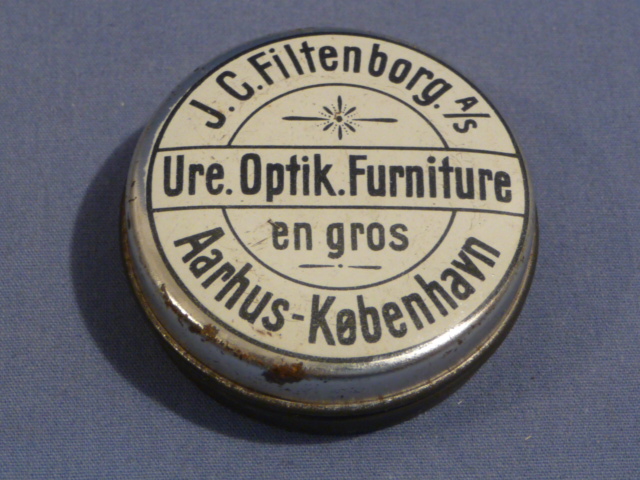 J.C.Filtenborg. A/S
Ure. Optik. Furniture
en gros
Aarhus-København